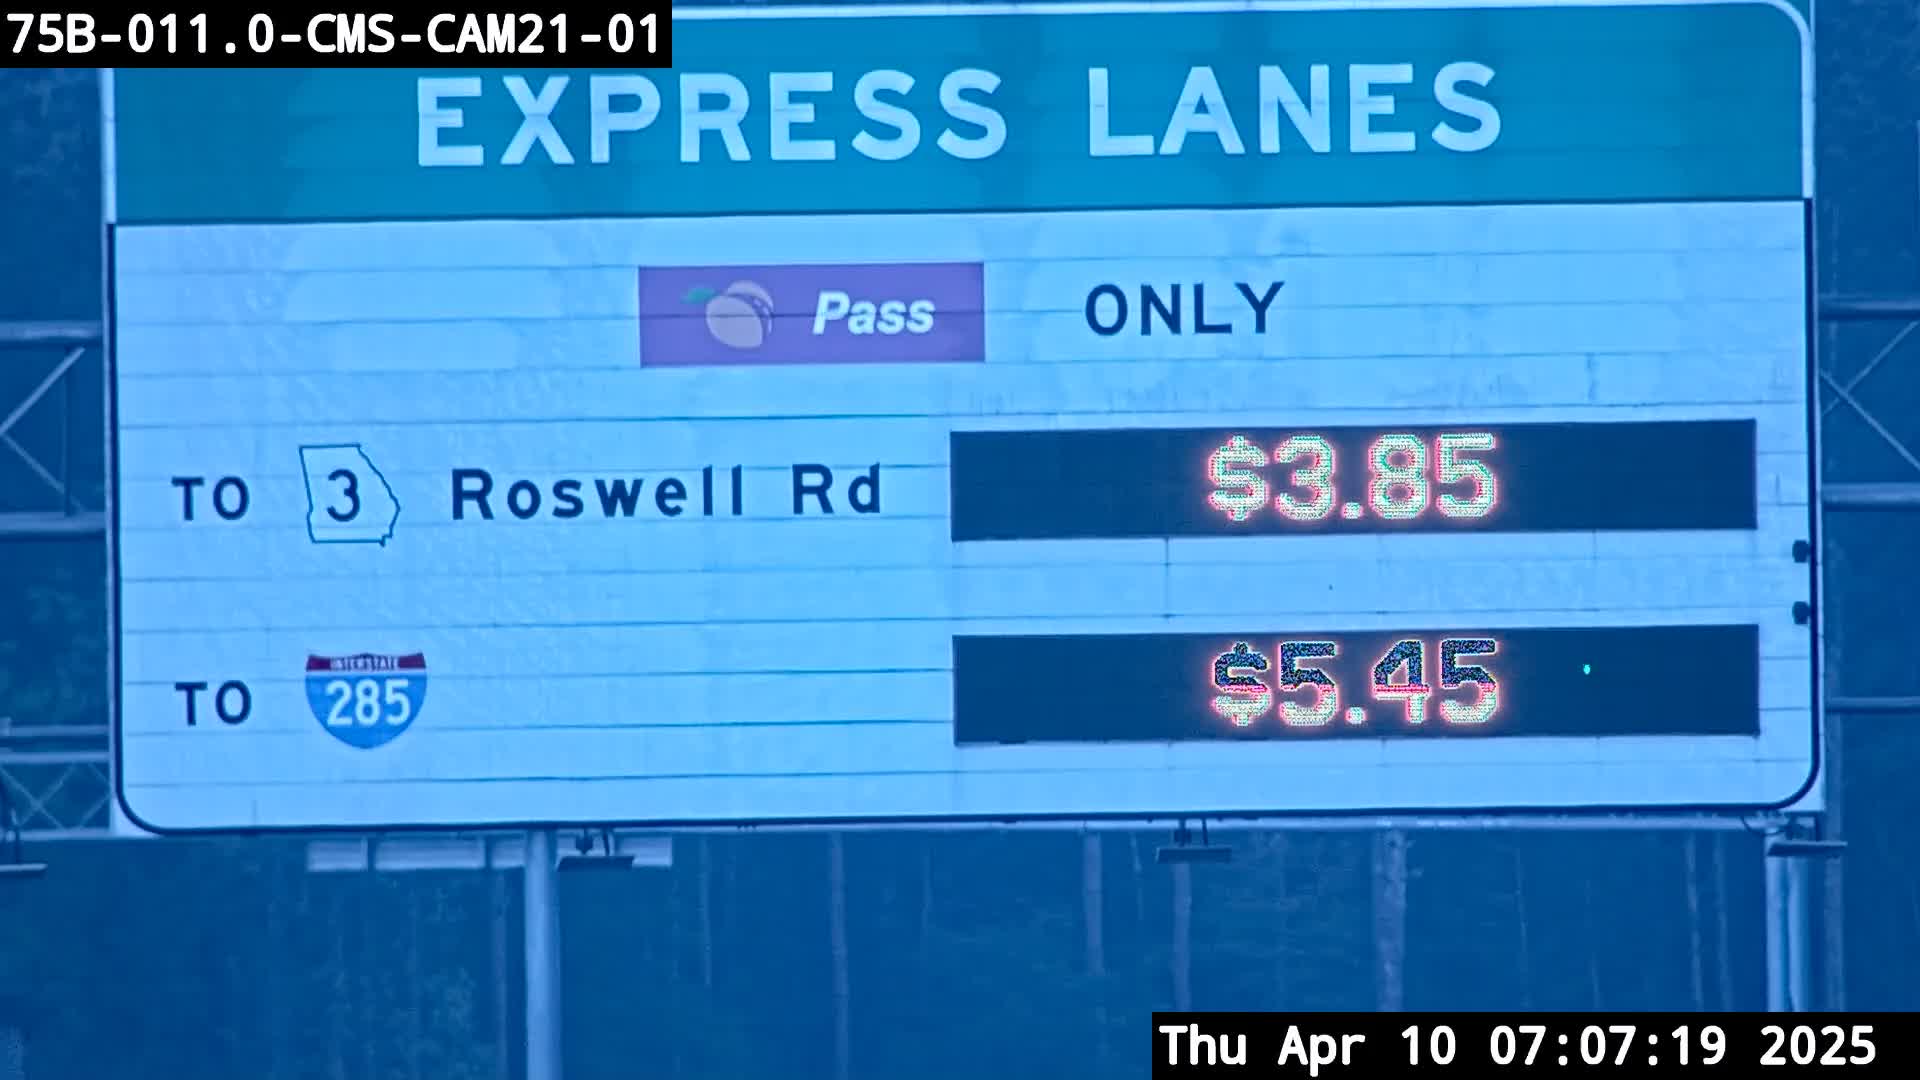 75B-011.0-CMS-CAM21-01
EXPRESS LANES
Pass ONLY
TO 3 Roswell Rd $3.85
TO INTERSTATE 285 $5.45
Thu Apr 10 07:07:19 2025